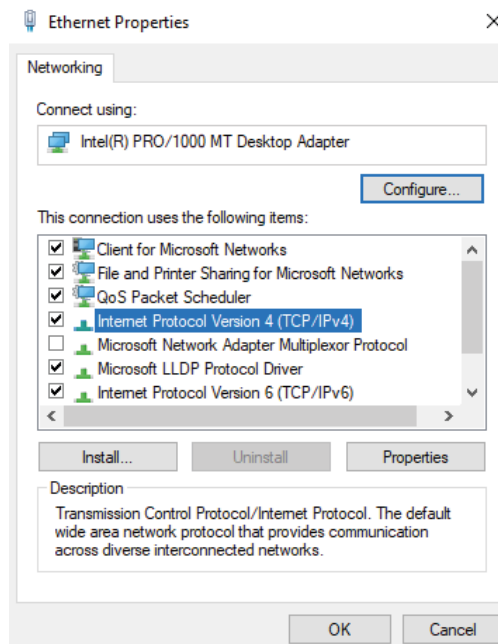 Ethernet Properties
Networking
Connect using:
Intel(R) PRO/1000 MT Desktop Adapter
Configure...
This connection uses the following items:
Client for Microsoft Networks
File and Printer Sharing for Microsoft Networks
QoS Packet Scheduler
Internet Protocol Version 4 (TCP/IPv4)
Microsoft Network Adapter Multiplexor Protocol
Microsoft LLDP Protocol Driver
Internet Protocol Version 6 (TCP/IPv6)
Install... Uninstall Properties
Description
Transmission Control Protocol/Internet Protocol. The default
wide area network protocol that provides communication
across diverse interconnected networks.
OK Cancel